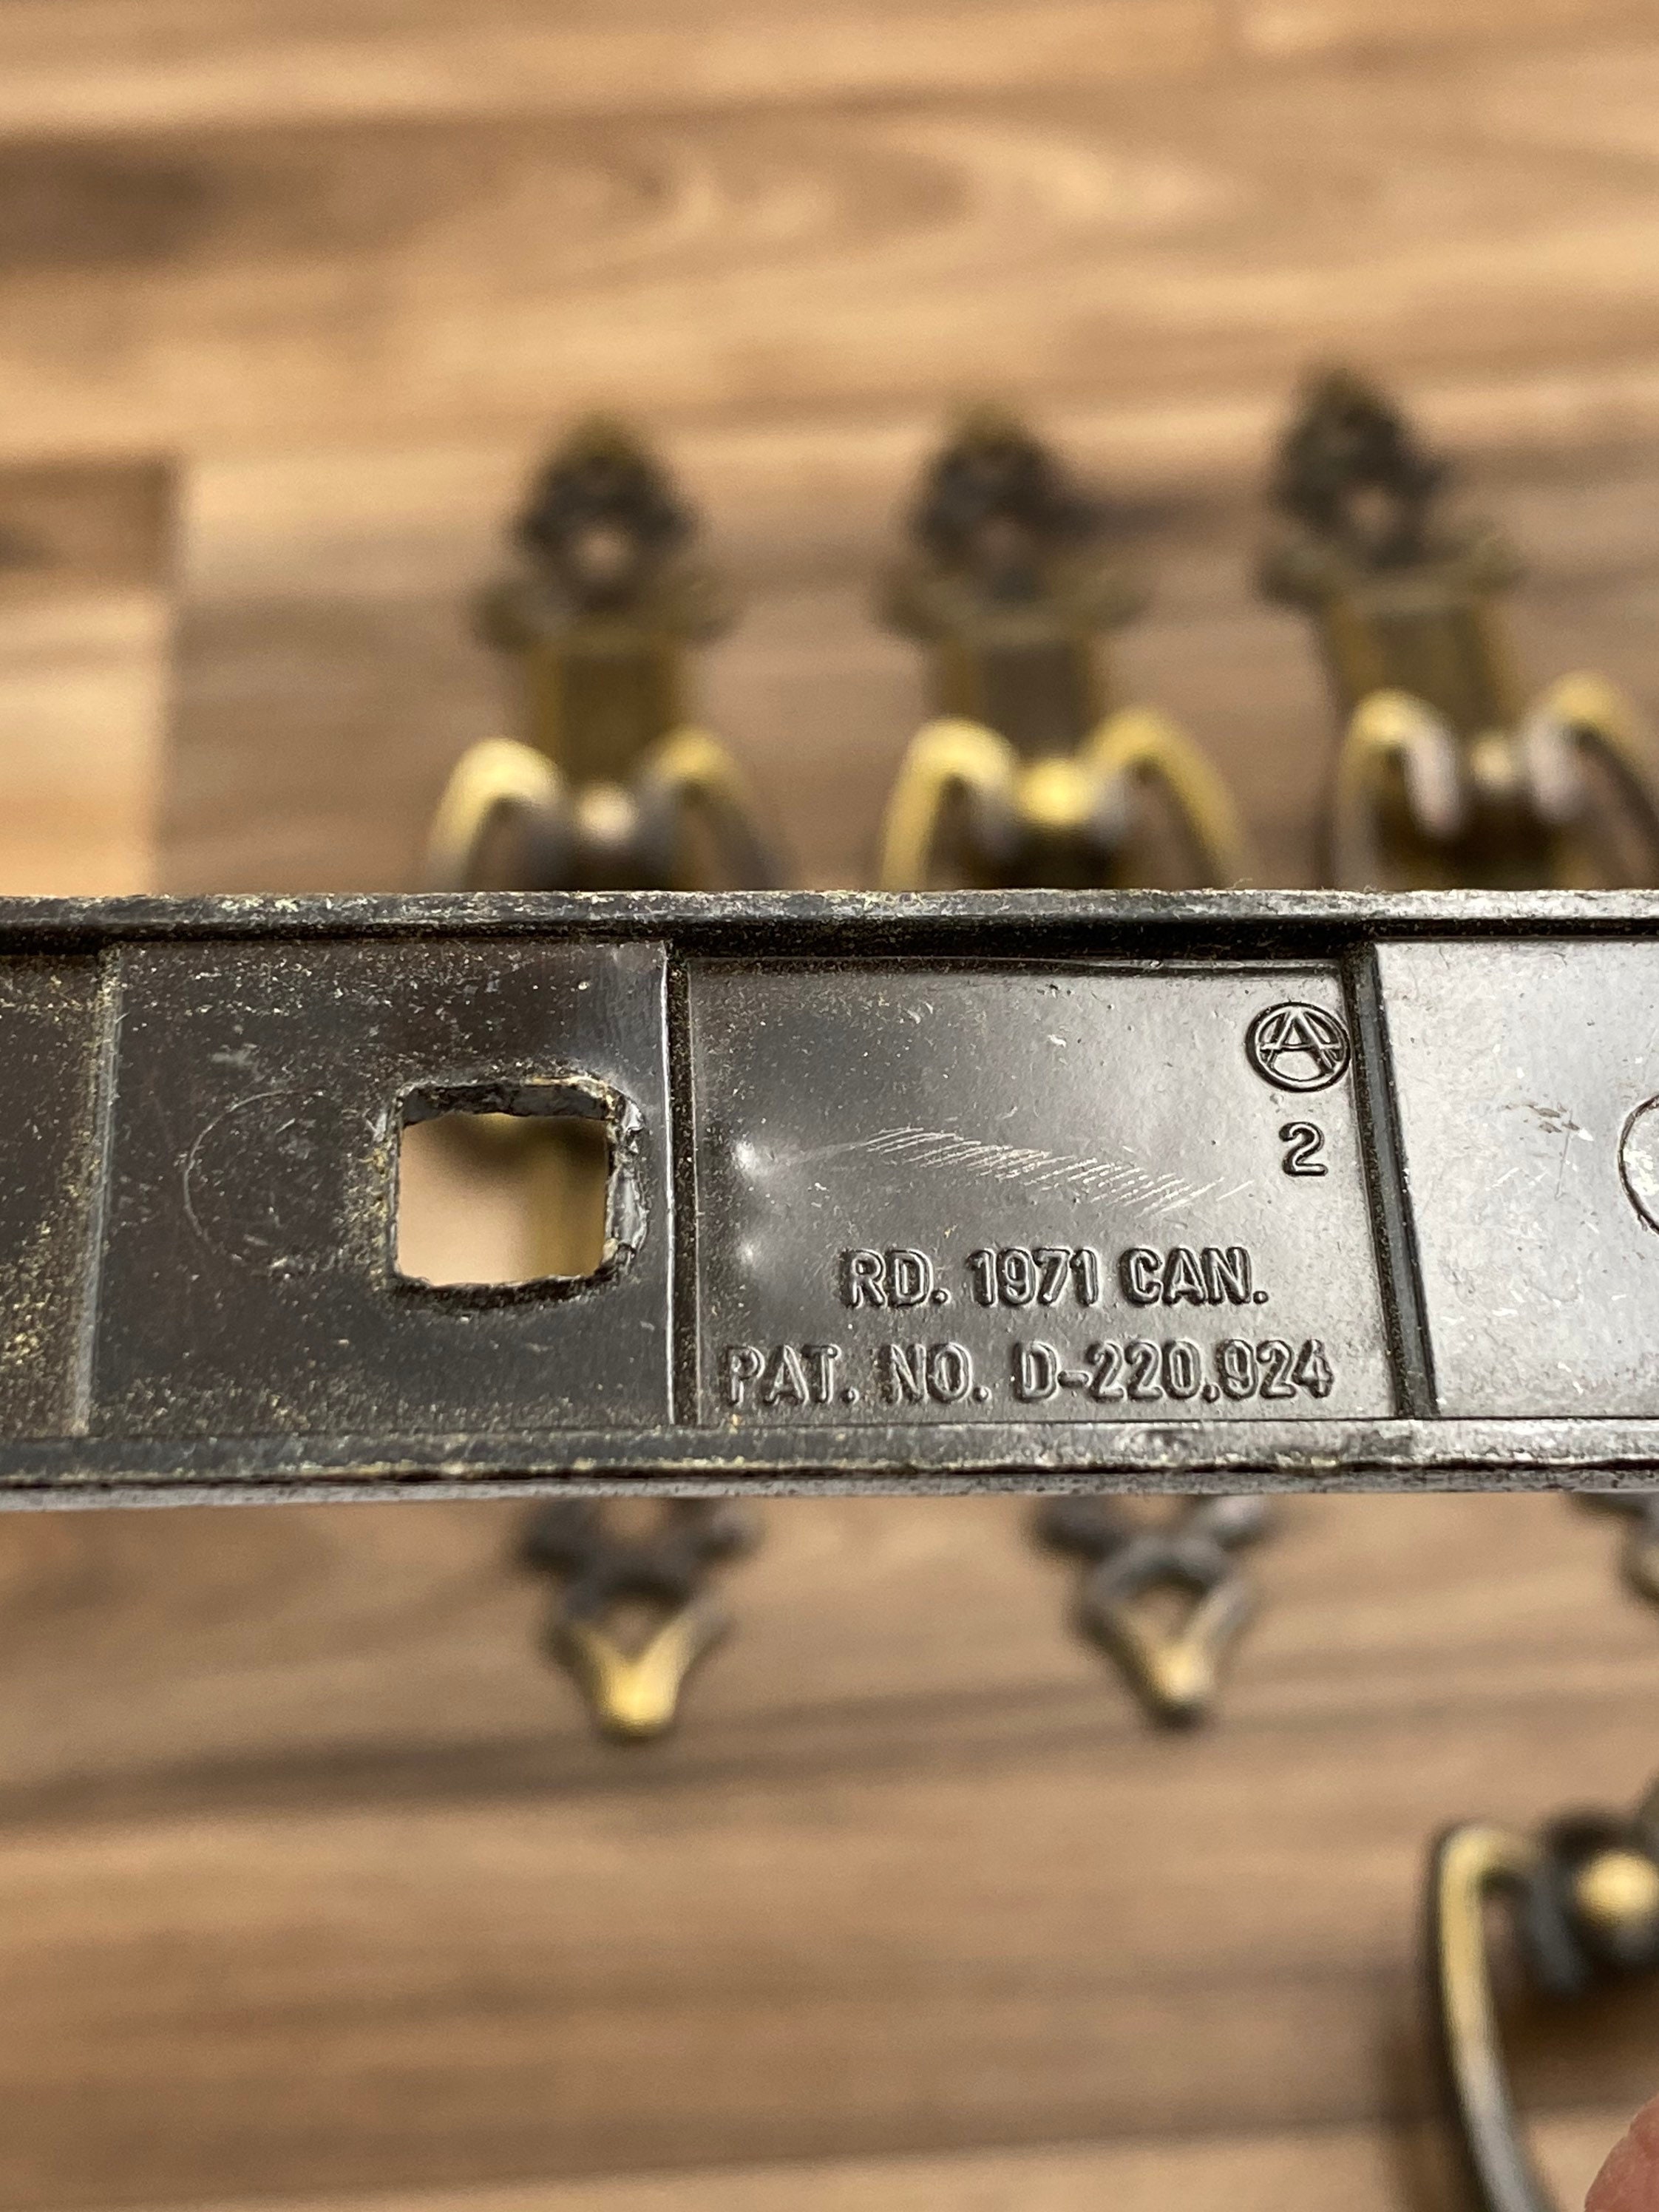 A
2
RD. 1971 CAN.
PAT. NO. D-220,924